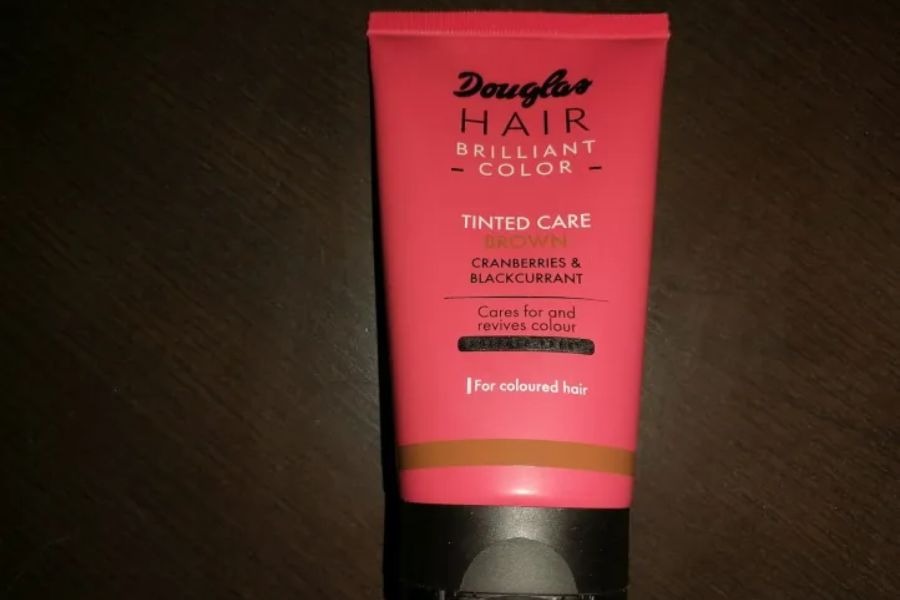 Douglas
HAIR
BRILLIANT
- COLOR -
TINTED CARE
BROWN
CRANBERRIES &
BLACKCURRANT
Cares for and
revives colour
For coloured hair